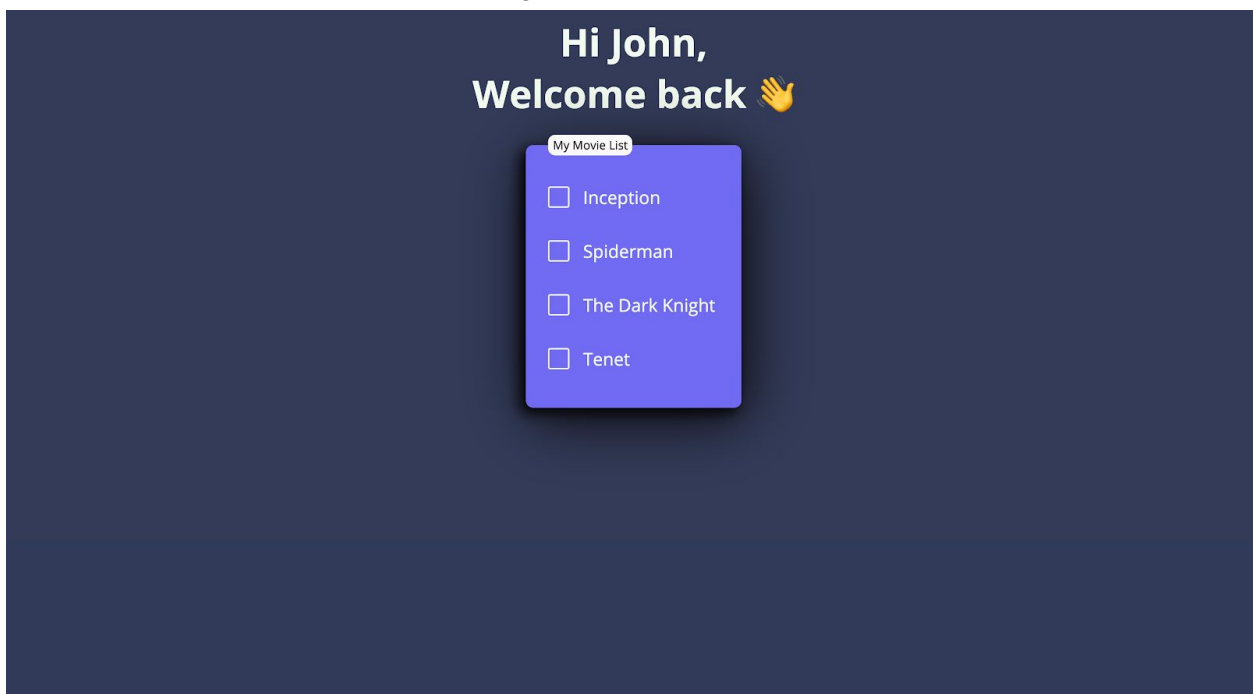 Hi John,
Welcome back 👋
My Movie List
Inception
Spiderman
The Dark Knight
Tenet